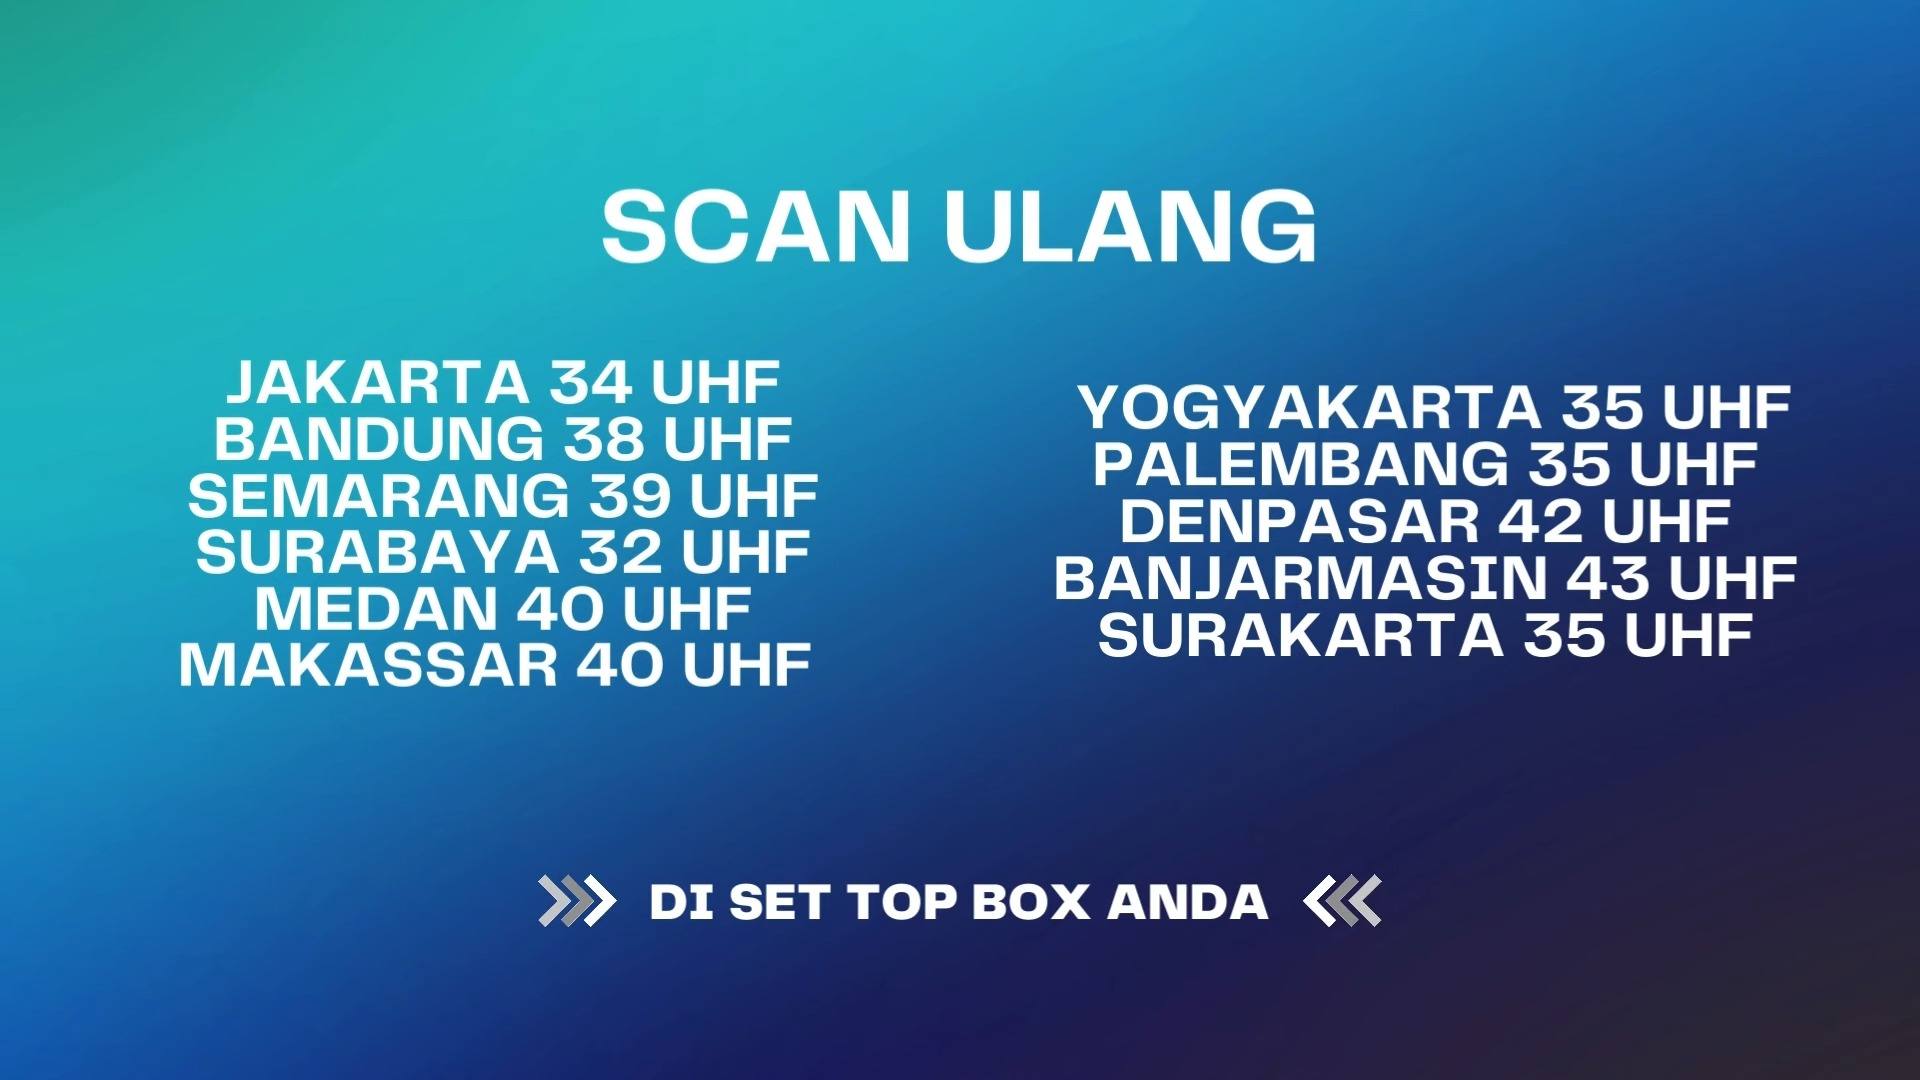 SCAN ULANG
JAKARTA 34 UHF
BANDUNG 38 UHF
SEMARANG 39 UHF
SURABAYA 32 UHF
MEDAN 40 UHF
MAKASSAR 40 UHF
YOGYAKARTA 35 UHF
PALEMBANG 35 UHF
DENPASAR 42 UHF
BANJARMASIN 43 UHF
SURAKARTA 35 UHF
DI SET TOP BOX ANDA